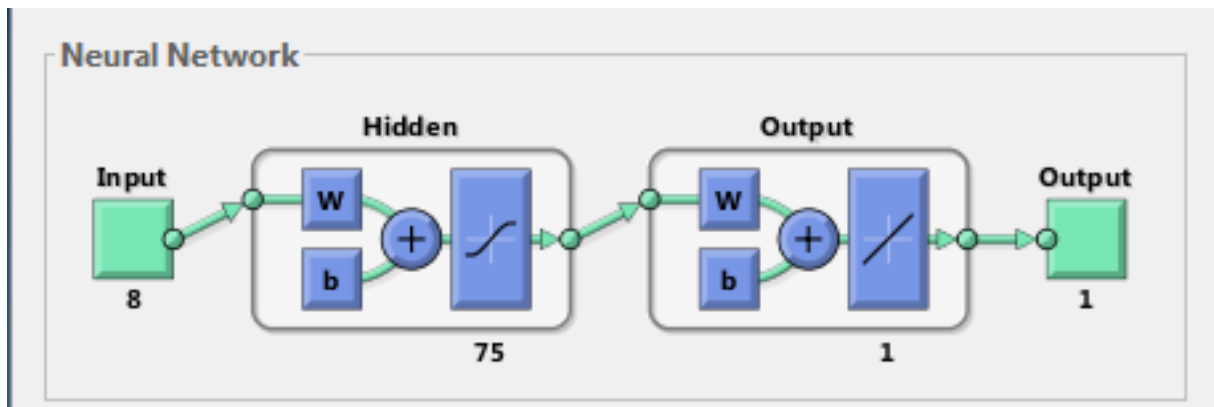 Neural Network
Hidden
Output
Input
Output
W
W
+
+
b
b
8
1
75
1